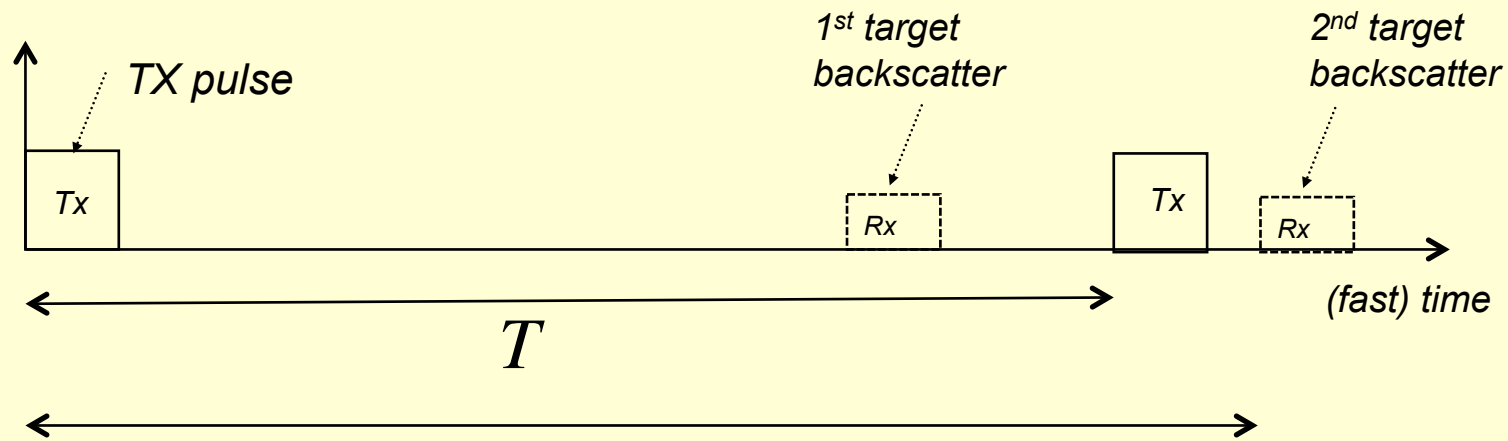 1st target
backscatter
2nd target
backscatter
TX pulse
Tx
Rx
Tx
Rx
(fast) time
T